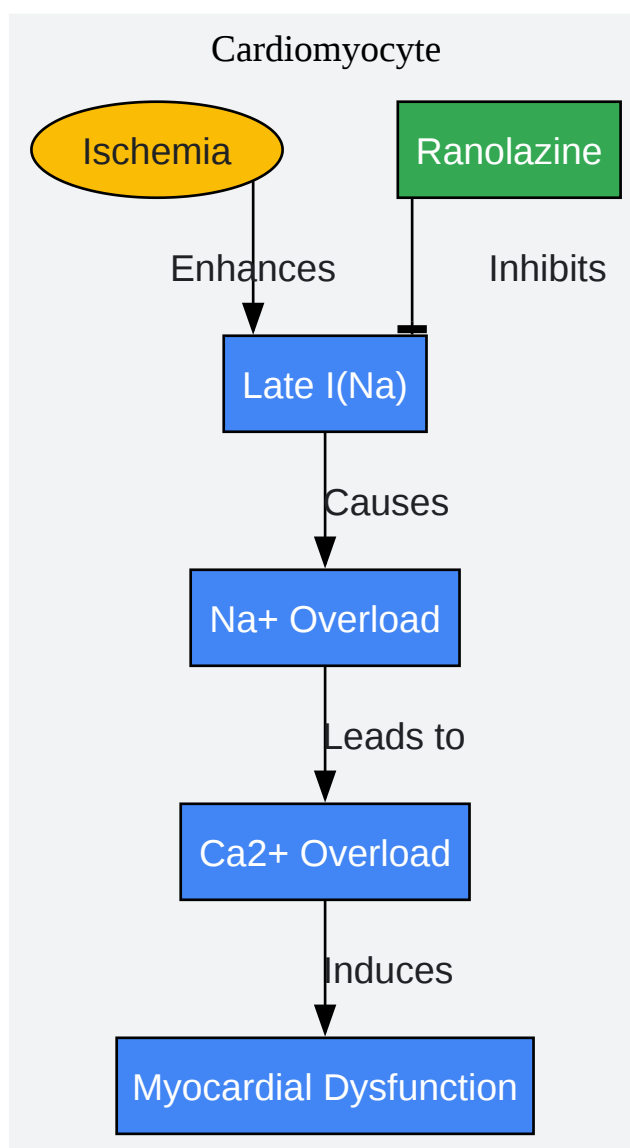 Cardiomyocyte
Ischemia
Ranolazine
Enhances
Inhibits
Late I(Na)
Causes
Na+ Overload
Leads to
Ca2+ Overload
Induces
Myocardial Dysfunction